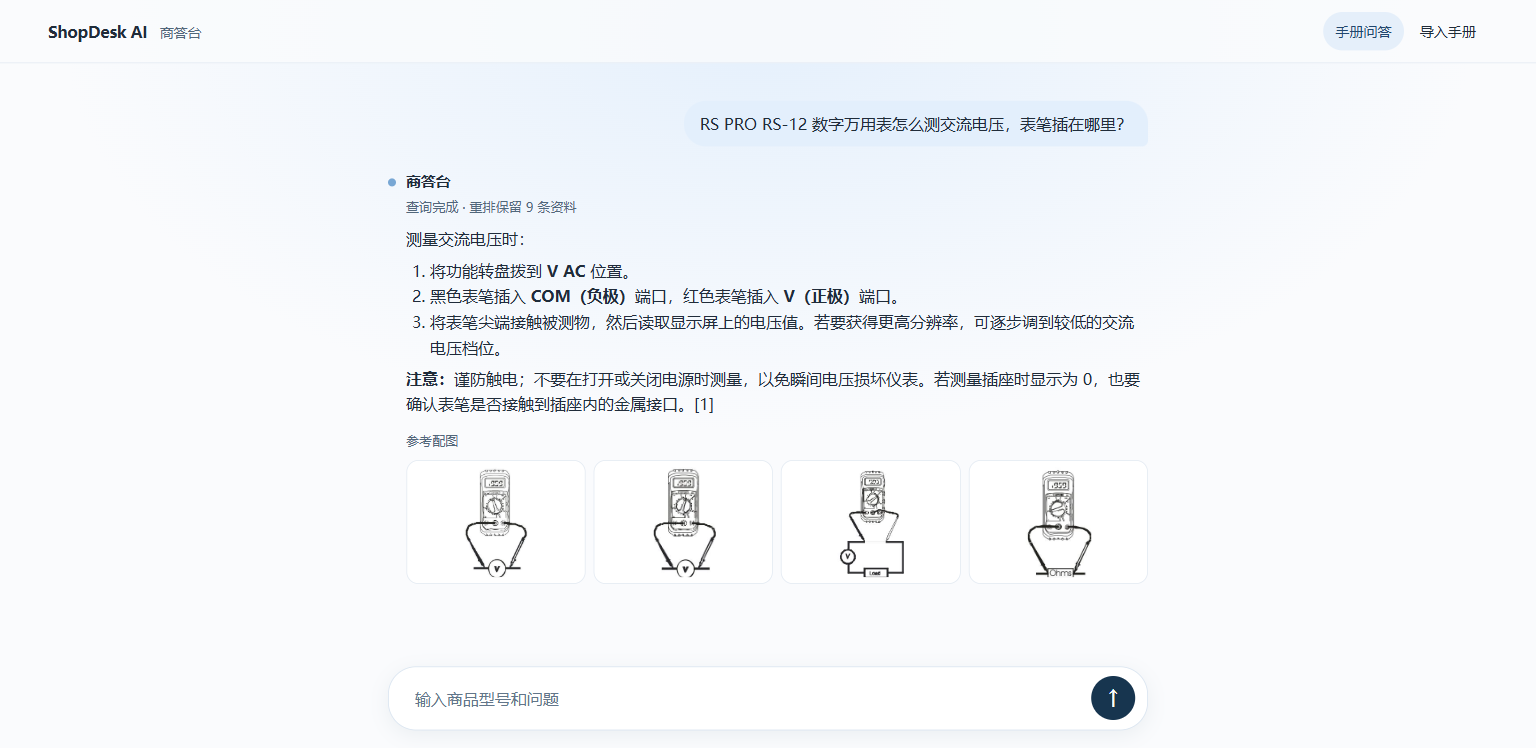 ShopDesk AI 商答台
手册问答 导入手册
RS PRO RS-12 数字万用表怎么测交流电压，表笔插在哪里？
商答台
查询完成 · 重排保留 9 条资料
测量交流电压时：
1. 将功能转盘拨到 V AC 位置。
2. 黑色表笔插入 COM（负极）端口，红色表笔插入 V（正极）端口。
3. 将表笔尖端接触被测物，然后读取显示屏上的电压值。若要获得更高分辨率，可逐步调到较低的交流
电压档位。
注意：谨防触电；不要在打开或关闭电源时测量，以免瞬间电压损坏仪表。若测量插座时显示为 0，也要
确认表笔是否接触到插座内的金属接口。[1]
参考配图
V
V
V
Load
Ohms
输入商品型号和问题